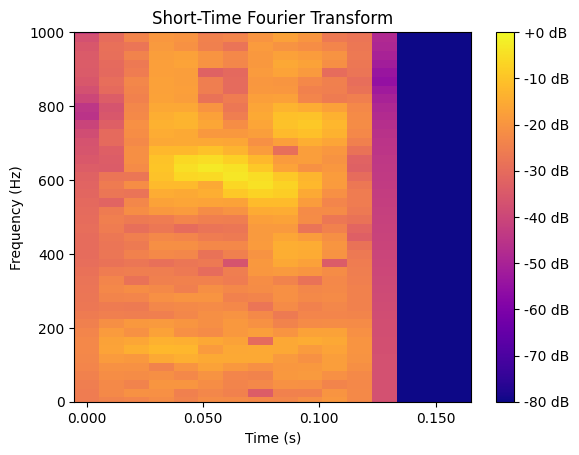 Short-Time Fourier Transform
1000
800
600
400
200
0
Frequency (Hz)
0.000
0.050
0.100
0.150
Time (s)
+0 dB
-10 dB
-20 dB
-30 dB
-40 dB
-50 dB
-60 dB
-70 dB
-80 dB